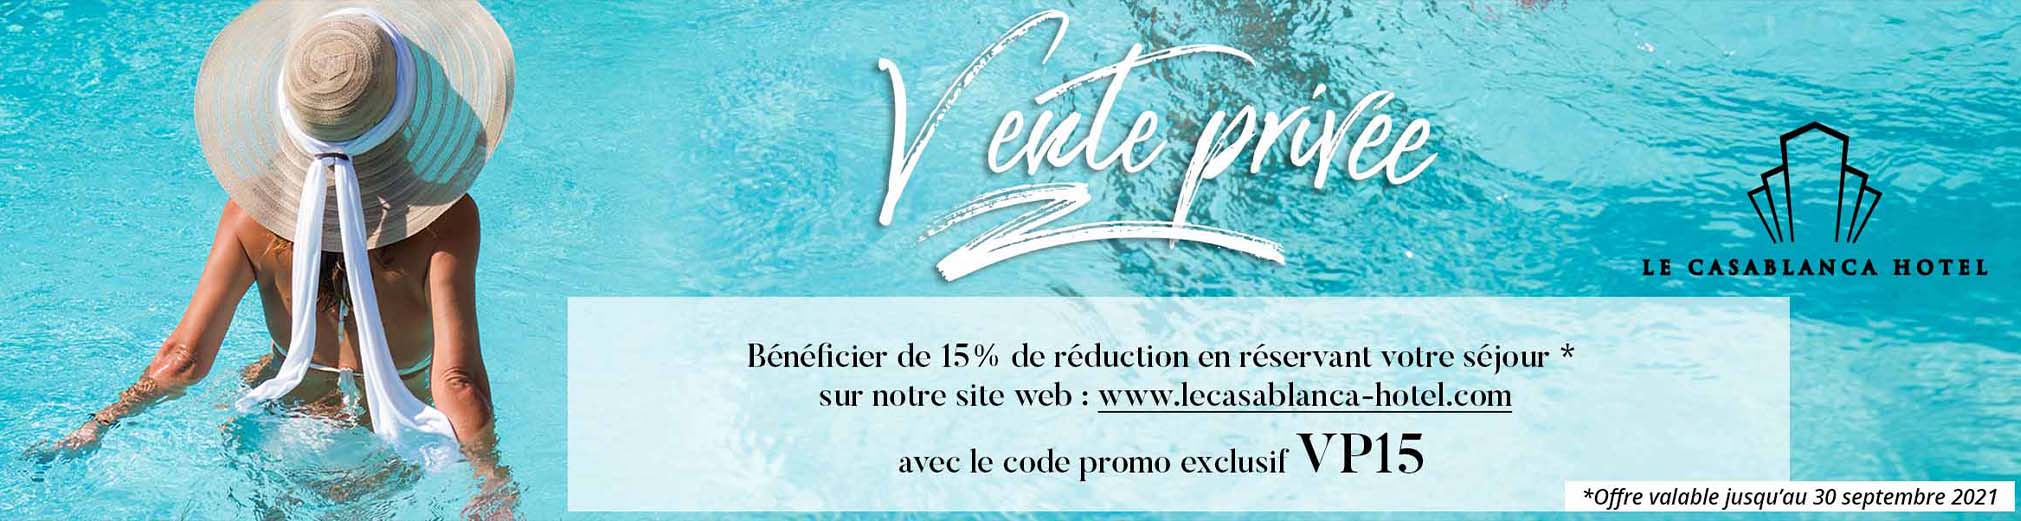 Vente privée
LE CASABLANCA HOTEL
Bénéficier de 15% de réduction en réservant votre séjour *
sur notre site web : www.lecasablanca-hotel.com
avec le code promo exclusif VP15
*Offre valable jusqu'au 30 septembre 2021